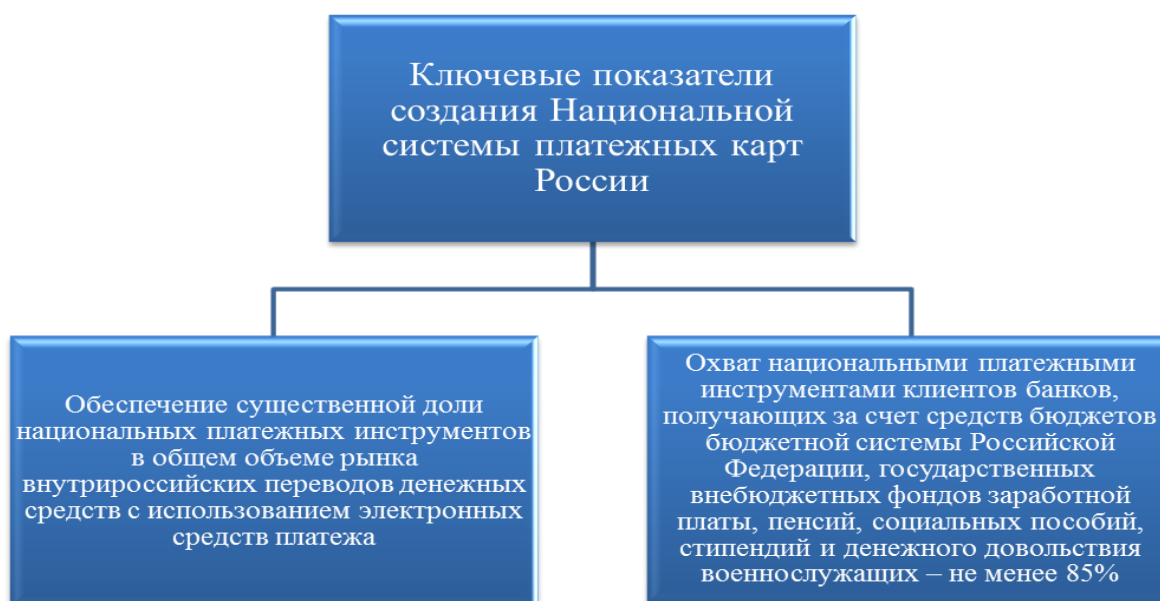 Ключевые показатели
создания Национальной
системы платежных карт
России
Обеспечение существенной доли
национальных платежных инструментов
в общем объеме рынка
внутрироссийских переводов денежных
средств с использованием электронных
средств платежа
Охват национальными платежными
инструментами клиентов банков,
получающих за счет средств бюджетов
бюджетной системы Российской
Федерации, государственных
внебюджетных фондов заработной
платы, пенсий, социальных пособий,
стипендий и денежного довольствия
военнослужащих – не менее 85%